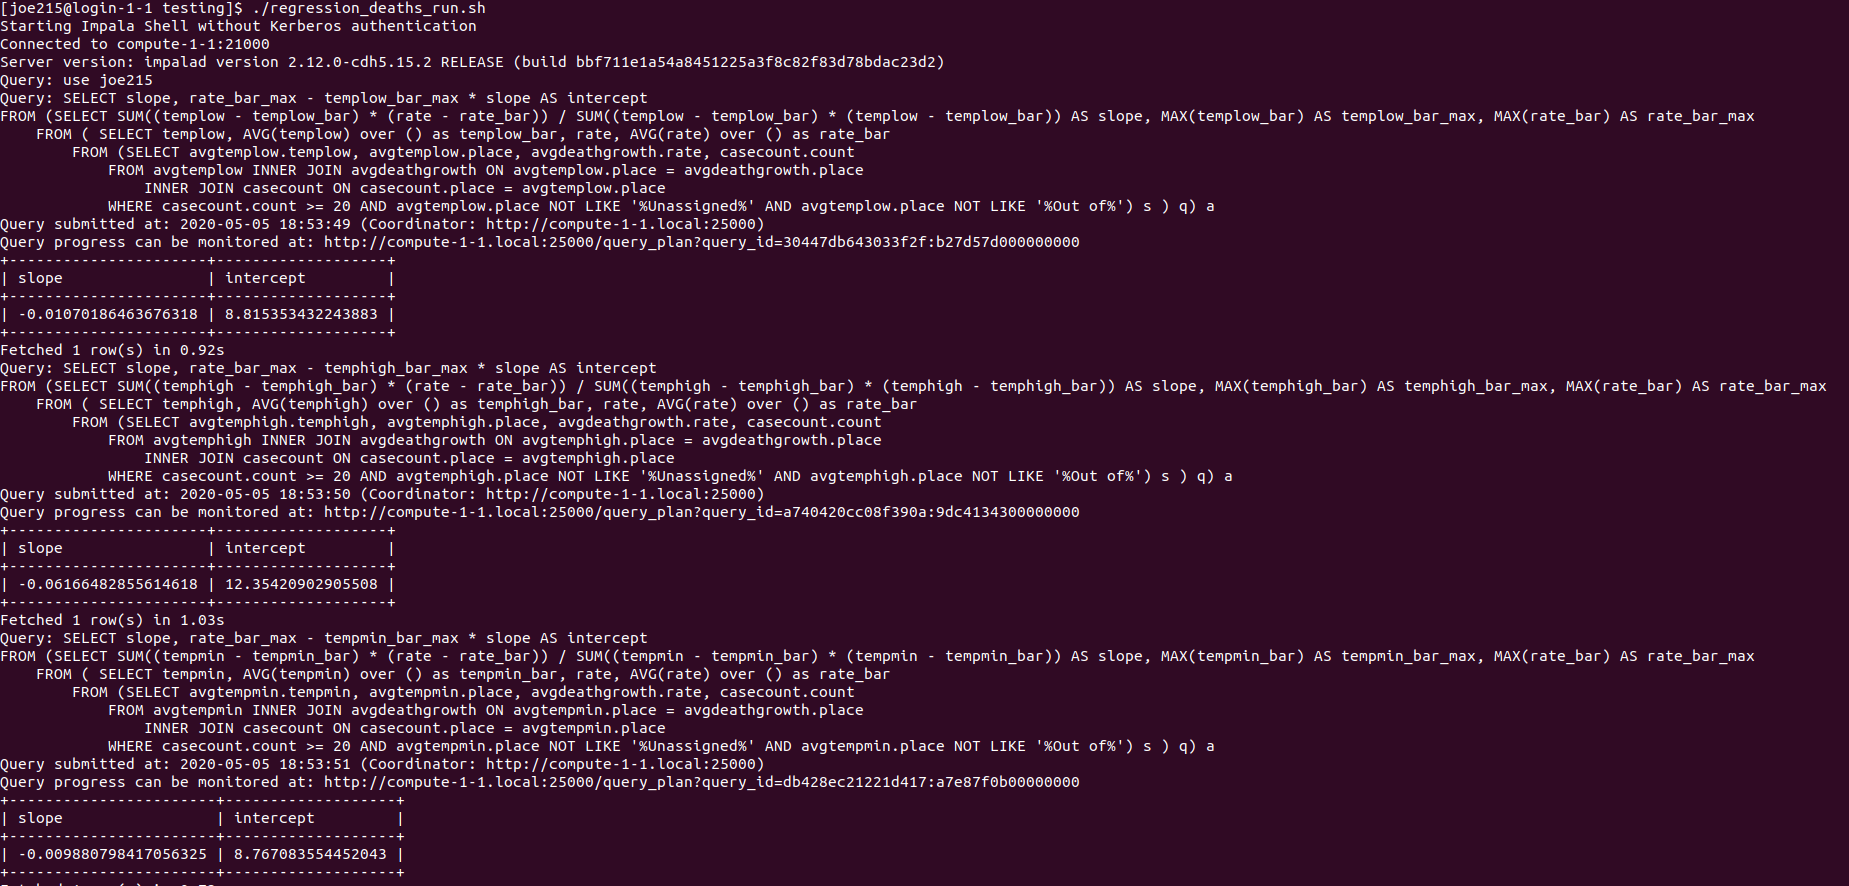 [joe215@login-1-1 testing]$ ./regression_deaths_run.sh
Starting Impala Shell without Kerberos authentication
Connected to compute-1-1:21000
Server version: impalad version 2.12.0-cdh5.15.2 RELEASE (build bbf711e1a54a8451225a3f8c82f83d78bdac23d2)
Query: use joe215
Query: SELECT slope, rate_bar_max - templow_bar_max * slope AS intercept
FROM (SELECT SUM((templow - templow_bar) * (rate - rate_bar)) / SUM((templow - templow_bar) * (templow - templow_bar)) AS slope, MAX(templow_bar) AS templow_bar_max, MAX(rate_bar) AS rate_bar_max
    FROM ( SELECT templow, AVG(templow) over () as templow_bar, rate, AVG(rate) over () as rate_bar
        FROM (SELECT avgtemplow.templow, avgtemplow.place, avgdeathgrowth.rate, casecount.count
            FROM avgtemplow INNER JOIN avgdeathgrowth ON avgtemplow.place = avgdeathgrowth.place
                INNER JOIN casecount ON casecount.place = avgtemplow.place
            WHERE casecount.count >= 20 AND avgtemplow.place NOT LIKE '%Unassigned%' AND avgtemplow.place NOT LIKE '%Out of%') s ) q) a
Query submitted at: 2020-05-05 18:53:49 (Coordinator: http://compute-1-1.local:25000)
Query progress can be monitored at: http://compute-1-1.local:25000/query_plan?query_id=30447db643033f2f:b27d57d000000000
+----------------------+-------------------+
| slope                | intercept         |
+----------------------+-------------------+
| -0.01070186463676318 | 8.815353432243883 |
+----------------------+-------------------+
Fetched 1 row(s) in 0.92s
Query: SELECT slope, rate_bar_max - temphigh_bar_max * slope AS intercept
FROM (SELECT SUM((temphigh - temphigh_bar) * (rate - rate_bar)) / SUM((temphigh - temphigh_bar) * (temphigh - temphigh_bar)) AS slope, MAX(temphigh_bar) AS temphigh_bar_max, MAX(rate_bar) AS rate_bar_max
    FROM ( SELECT temphigh, AVG(temphigh) over () as temphigh_bar, rate, AVG(rate) over () as rate_bar
        FROM (SELECT avgtemphigh.temphigh, avgtemphigh.place, avgdeathgrowth.rate, casecount.count
            FROM avgtemphigh INNER JOIN avgdeathgrowth ON avgtemphigh.place = avgdeathgrowth.place
                INNER JOIN casecount ON casecount.place = avgtemphigh.place
            WHERE casecount.count >= 20 AND avgtemphigh.place NOT LIKE '%Unassigned%' AND avgtemphigh.place NOT LIKE '%Out of%') s ) q) a
Query submitted at: 2020-05-05 18:53:50 (Coordinator: http://compute-1-1.local:25000)
Query progress can be monitored at: http://compute-1-1.local:25000/query_plan?query_id=a740420cc08f390a:9dc4134300000000
+----------------------+-------------------+
| slope                | intercept         |
+----------------------+-------------------+
| -0.06166482855614618 | 12.35420902905508 |
+----------------------+-------------------+
Fetched 1 row(s) in 1.03s
Query: SELECT slope, rate_bar_max - tempmin_bar_max * slope AS intercept
FROM (SELECT SUM((tempmin - tempmin_bar) * (rate - rate_bar)) / SUM((tempmin - tempmin_bar) * (tempmin - tempmin_bar)) AS slope, MAX(tempmin_bar) AS tempmin_bar_max, MAX(rate_bar) AS rate_bar_max
    FROM ( SELECT tempmin, AVG(tempmin) over () as tempmin_bar, rate, AVG(rate) over () as rate_bar
        FROM (SELECT avgtempmin.tempmin, avgtempmin.place, avgdeathgrowth.rate, casecount.count
            FROM avgtempmin INNER JOIN avgdeathgrowth ON avgtempmin.place = avgdeathgrowth.place
                INNER JOIN casecount ON casecount.place = avgtempmin.place
            WHERE casecount.count >= 20 AND avgtempmin.place NOT LIKE '%Unassigned%' AND avgtempmin.place NOT LIKE '%Out of%') s ) q) a
Query submitted at: 2020-05-05 18:53:51 (Coordinator: http://compute-1-1.local:25000)
Query progress can be monitored at: http://compute-1-1.local:25000/query_plan?query_id=db428ec21221d417:a7e87f0b00000000
+-----------------------+-------------------+
| slope                 | intercept         |
+-----------------------+-------------------+
| -0.009880798417056325 | 8.767083554452043 |
+-----------------------+-------------------+